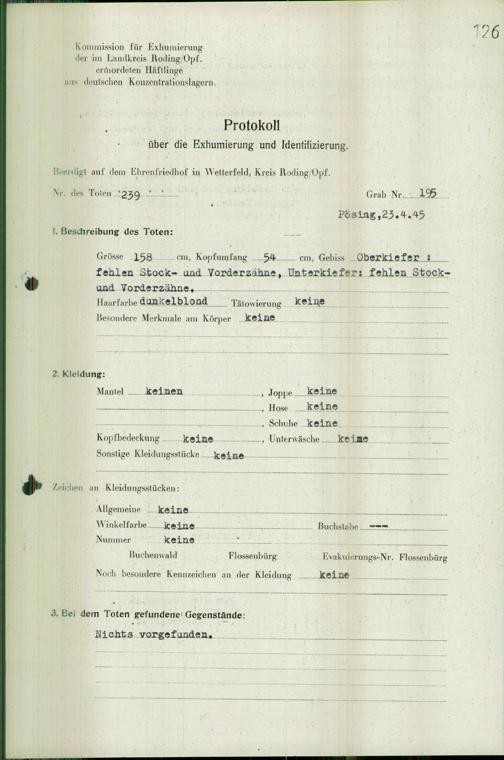 126
Kommission für Exhumierung
der im Landkreis Roding/Opf.
ermordeten Häftlinge
aus deutschen Konzentrationslagern.
Protokoll
über die Exhumierung und Identifizierung.
Beerdigt auf dem Ehrenfriedhof in Wetterfeld, Kreis Roding/Opf.
Nr. des Toten 239 Grab Nr. 195
Pösing,23.4.45
1. Beschreibung des Toten:
Grösse 158 cm, Kopfumfang 54 cm, Gebiss Oberkiefer :
fehlen Stock- und Vorderzähne, Unterkiefer: fehlen Stock-
und Vorderzähne.
Haarfarbe dunkelblond Tätowierung keine
Besondere Merkmale am Körper keine
2. Kleidung:
Mantel keinen , Joppe keine
, Hose keine
, Schuhe keine
Kopfbedeckung keine , Unterwäsche keine
Sonstige Kleidungsstücke keine
Zeichen an Kleidungsstücken:
Allgemeine keine
Winkelfarbe keine Buchstabe ---
Nummer keine
Buchenwald Flossenbürg Evakuierungs-Nr. Flossenbürg
Noch besondere Kennzeichen an der Kleidung keine
3. Bei dem Toten gefundene Gegenstände:
Nichts vorgefunden.